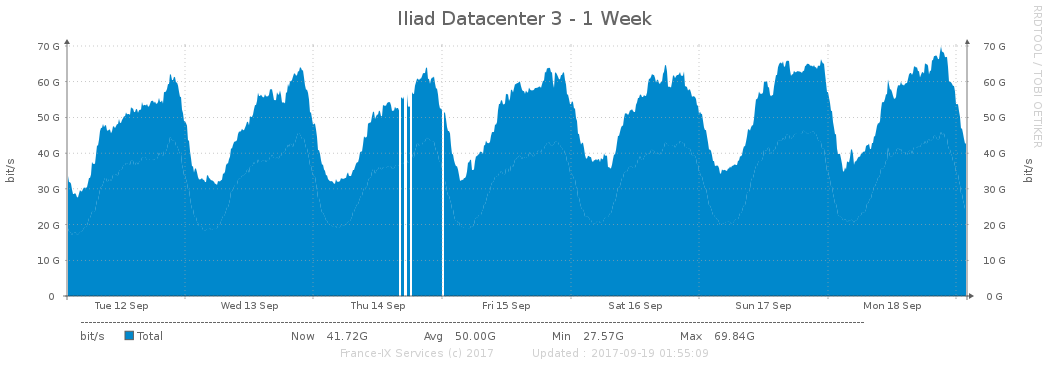 Iliad Datacenter 3 - 1 Week
RRDTOOL / TOBI OETIKER
70 G 70 G
60 G 60 G
50 G 50 G
40 G 40 G
30 G 30 G
20 G 20 G
10 G 10 G
0 0 G
bit/s bit/s
Tue 12 Sep Wed 13 Sep Thu 14 Sep Fri 15 Sep Sat 16 Sep Sun 17 Sep Mon 18 Sep
bit/s Total Now 41.72G Avg 50.00G Min 27.57G Max 69.84G
France-IX Services (c) 2017 Updated : 2017-09-19 01:55:09